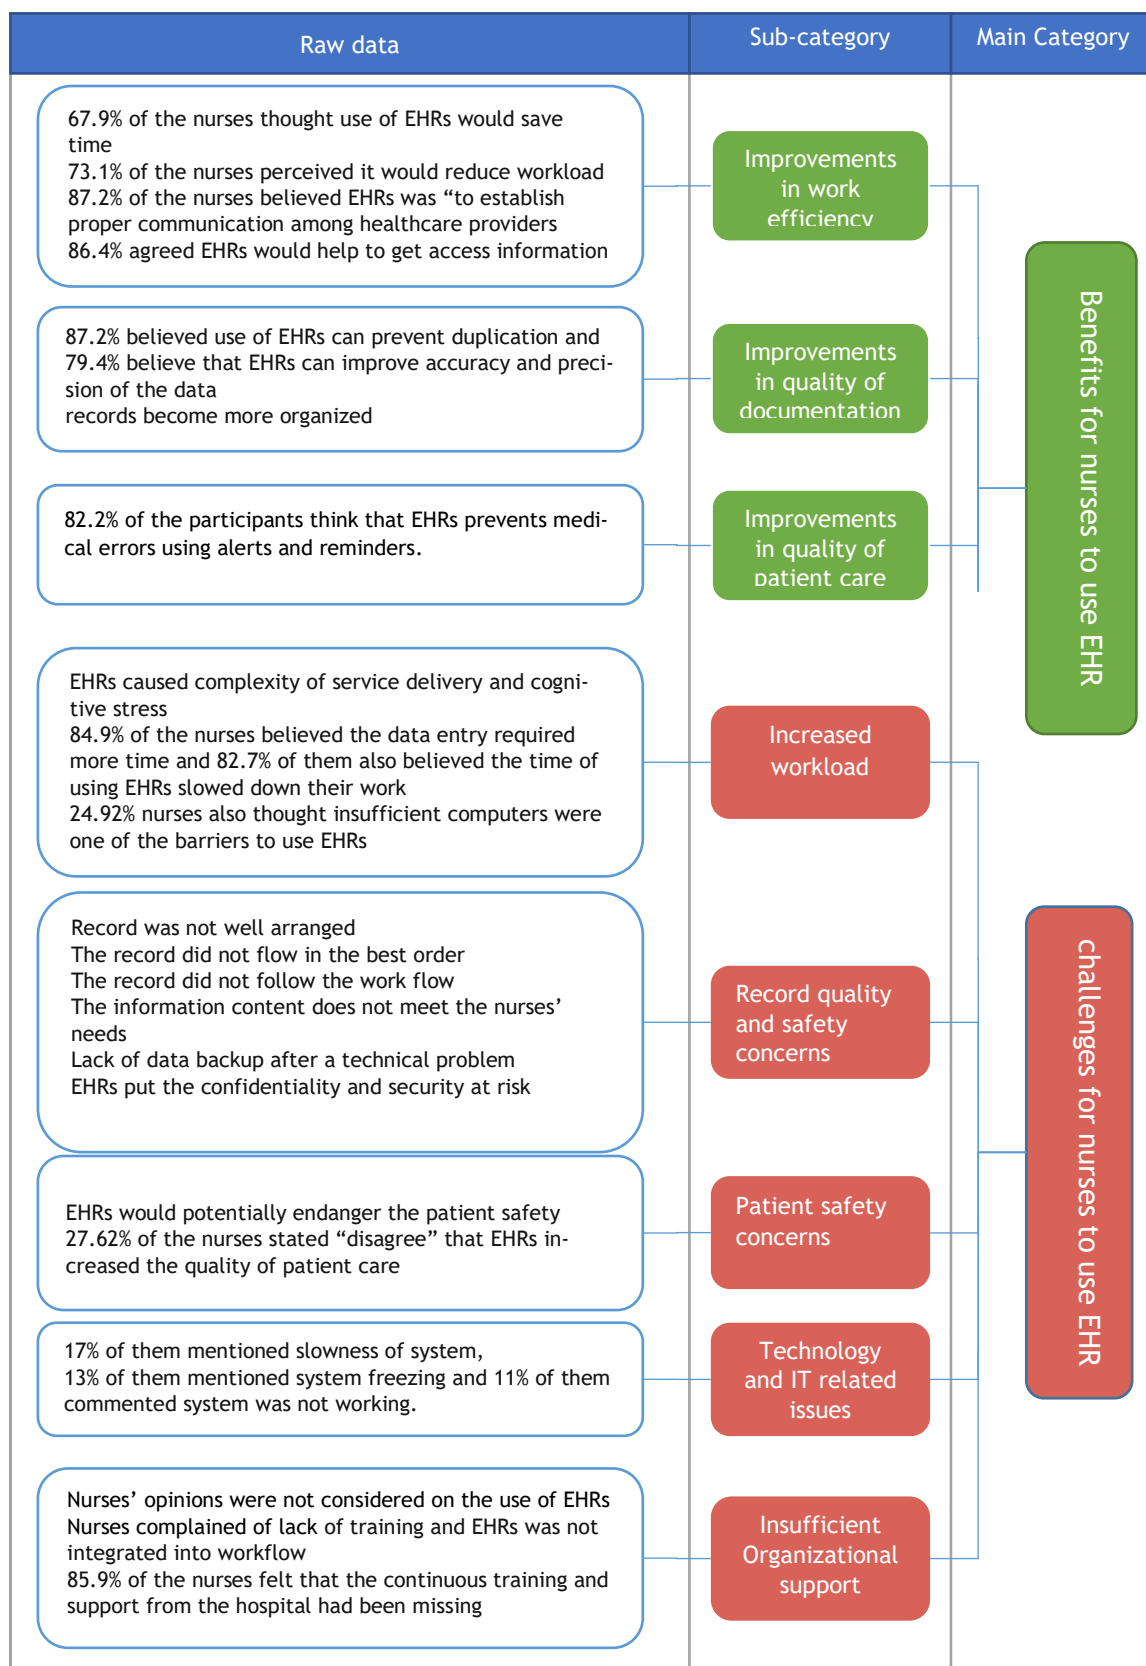 Raw data
Sub-category
Main Category
67.9% of the nurses thought use of EHRs would save
time
73.1% of the nurses perceived it would reduce workload
87.2% of the nurses believed EHRs was “to establish
proper communication among healthcare providers
86.4% agreed EHRs would help to get access information
Improvements
in work
efficiency
87.2% believed use of EHRs can prevent duplication and
79.4% believe that EHRs can improve accuracy and preci-
sion of the data
records become more organized
Improvements
in quality of
documentation
82.2% of the participants think that EHRs prevents medi-
cal errors using alerts and reminders.
Improvements
in quality of
patient care
Benefits for nurses to use EHR
EHRs caused complexity of service delivery and cogni-
tive stress
84.9% of the nurses believed the data entry required
more time and 82.7% of them also believed the time of
using EHRs slowed down their work
24.92% nurses also thought insufficient computers were
one of the barriers to use EHRs
Increased
workload
Record was not well arranged
The record did not flow in the best order
The record did not follow the work flow
The information content does not meet the nurses’
needs
Lack of data backup after a technical problem
EHRs put the confidentiality and security at risk
Record quality
and safety
concerns
EHRs would potentially endanger the patient safety
27.62% of the nurses stated “disagree” that EHRs in-
creased the quality of patient care
Patient safety
concerns
17% of them mentioned slowness of system,
13% of them mentioned system freezing and 11% of them
commented system was not working.
Technology
and IT related
issues
Nurses’ opinions were not considered on the use of EHRs
Nurses complained of lack of training and EHRs was not
integrated into workflow
85.9% of the nurses felt that the continuous training and
support from the hospital had been missing
Insufficient
Organizational
support
challenges for nurses to use EHR